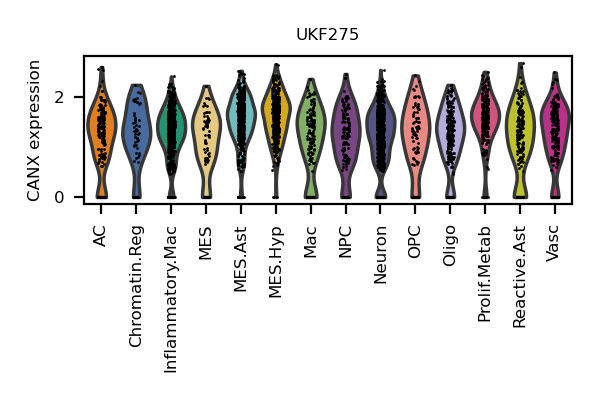 UKF275
CANX expression
2
0
AC
Chromatin.Reg
Inflammatory.Mac
MES
MES.Ast
MES.Hyp
Mac
NPC
Neuron
OPC
Oligo
Prolif.Metab
Reactive.Ast
Vasc